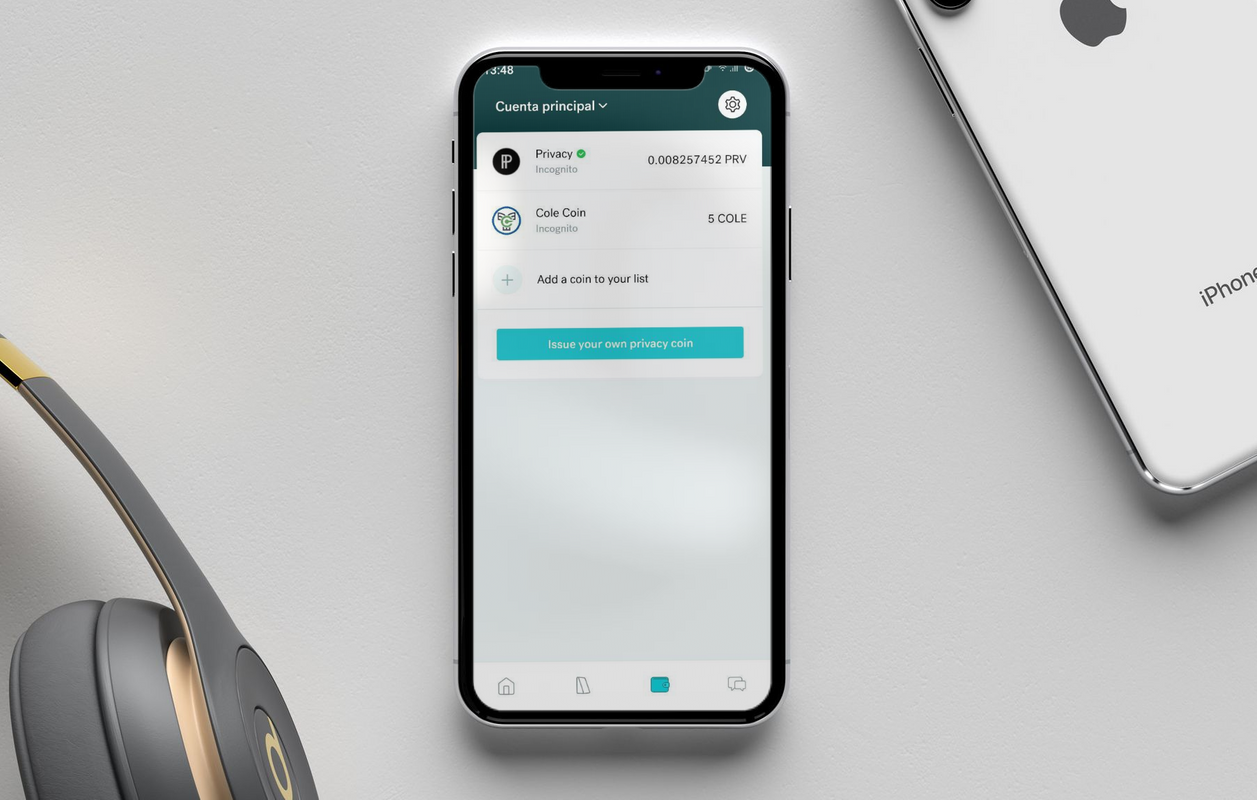 13:48
Cuenta principal
Privacy
Incognito
0.008257452 PRV
Cole Coin
Incognito
5 COLE
Add a coin to your list
Issue your own privacy coin
iPhone